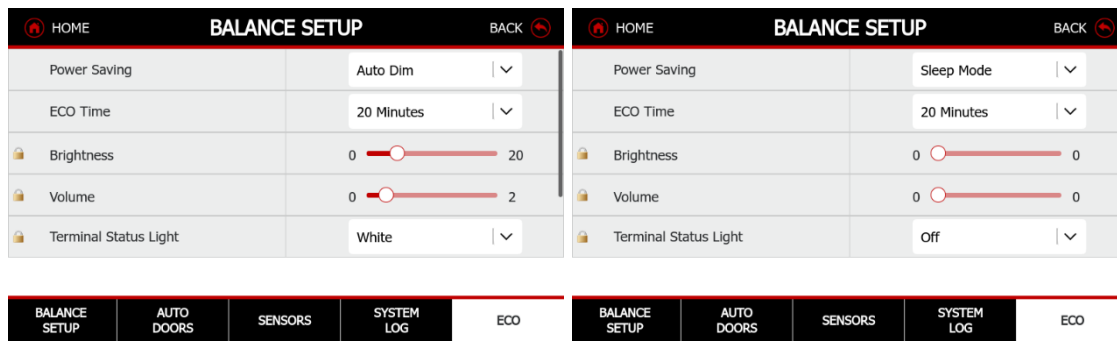 HOME BALANCE SETUP BACK
Power Saving Auto Dim
ECO Time 20 Minutes
Brightness 0 20
Volume 0 2
Terminal Status Light White
BALANCE SETUP AUTO DOORS SENSORS SYSTEM LOG ECO
HOME BALANCE SETUP BACK
Power Saving Sleep Mode
ECO Time 20 Minutes
Brightness 0 0
Volume 0 0
Terminal Status Light Off
BALANCE SETUP AUTO DOORS SENSORS SYSTEM LOG ECO